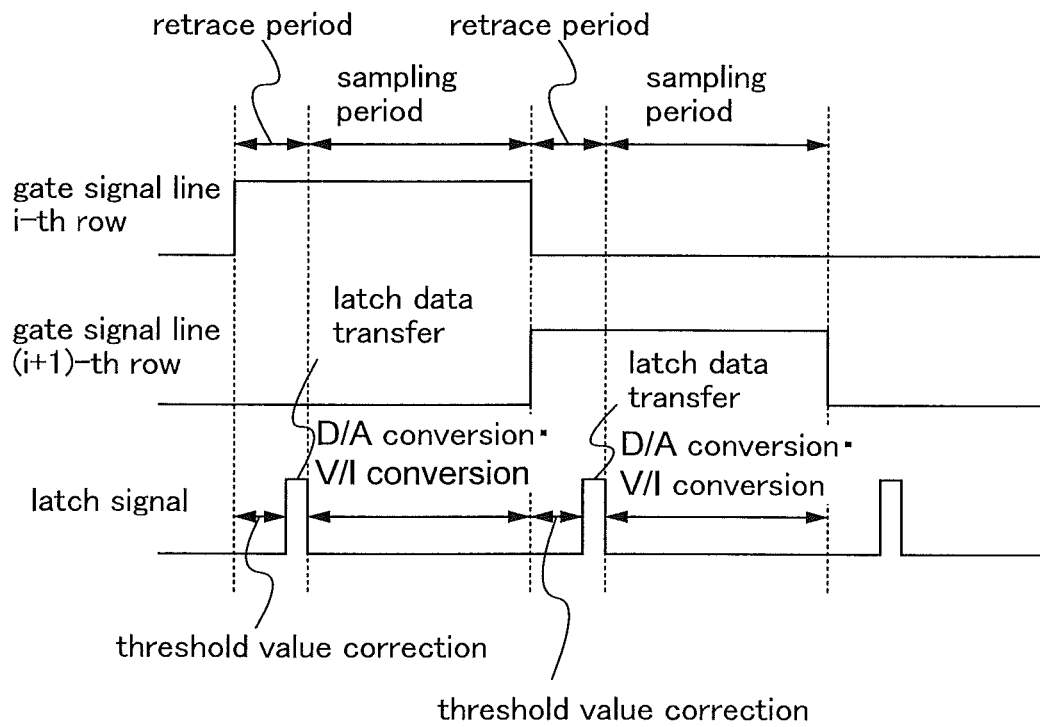 retrace period
retrace period
sampling
period
sampling
period
gate signal line
i-th row
latch data
transfer
gate signal line
(i+1)-th row
latch data
transfer
D/A conversion・
V/I conversion
D/A conversion・
V/I conversion
latch signal
threshold value correction
threshold value correction